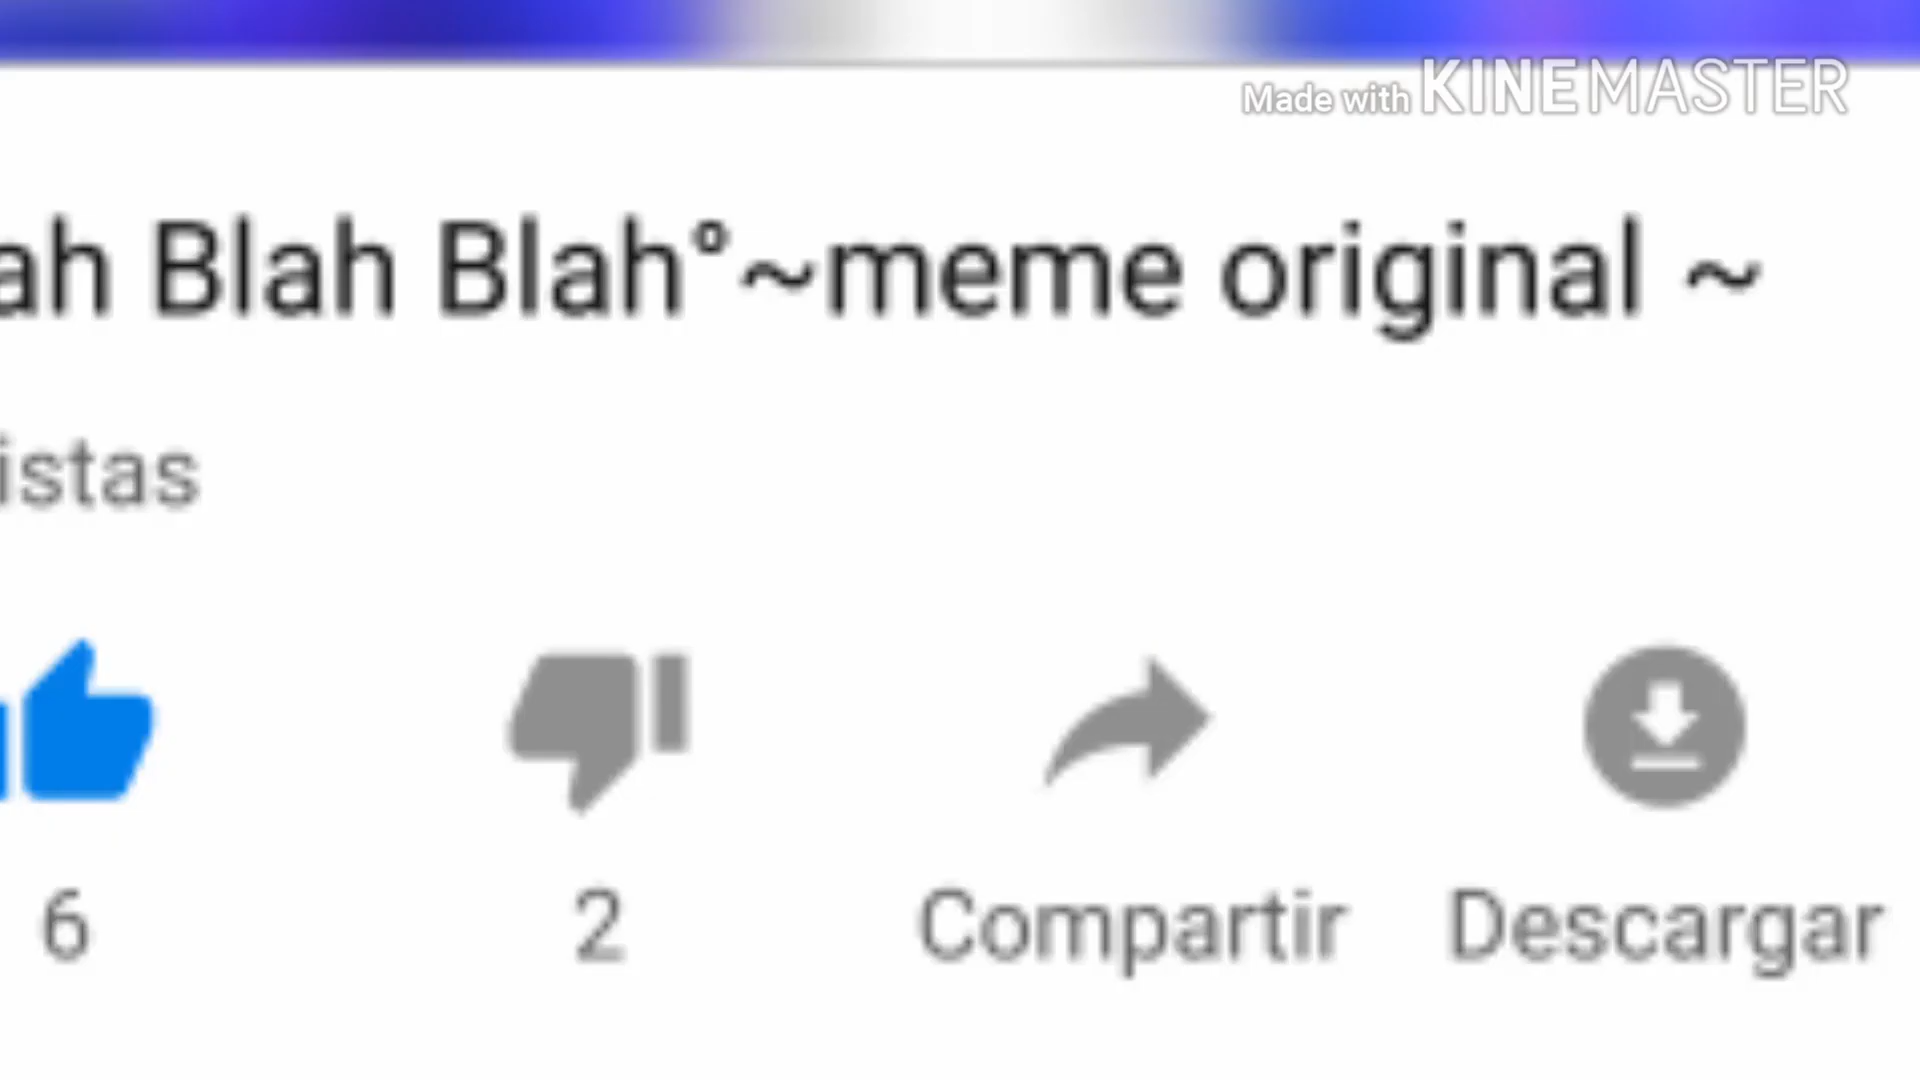 Made with KINEMASTER
ah Blah Blah°~meme original ~
istas
6 2 Compartir Descargar